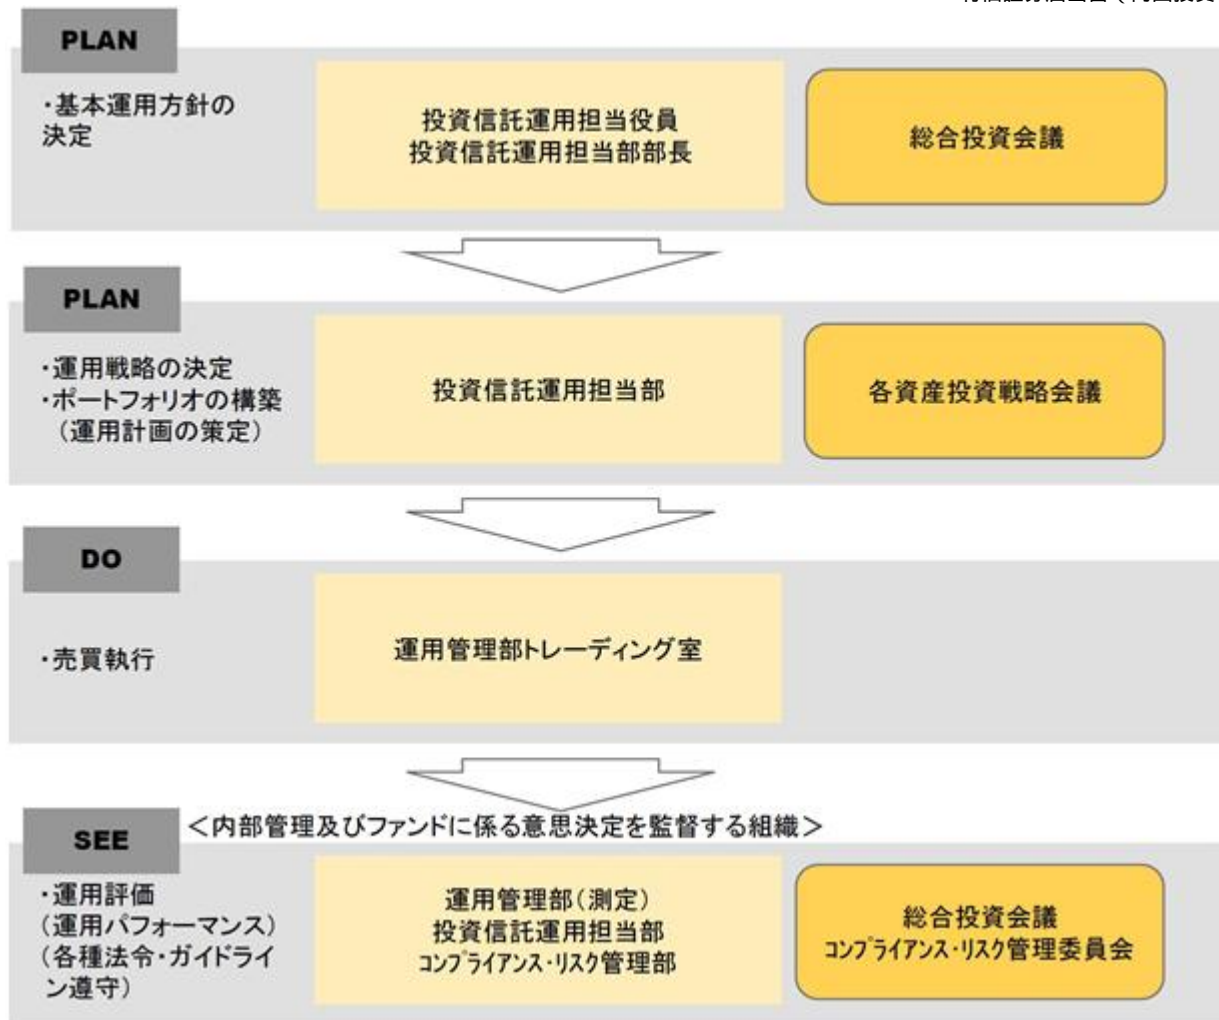 PLAN
・基本運用方針の
決定
投資信託運用担当役員
投資信託運用担当部部長
総合投資会議
PLAN
・運用戦略の決定
・ポートフォリオの構築
（運用計画の策定）
投資信託運用担当部
各資産投資戦略会議
DO
・売買執行
運用管理部トレーディング室
SEE
＜内部管理及びファンドに係る意思決定を監督する組織＞
・運用評価
（運用パフォーマンス）
（各種法令・ガイドライ
ン遵守）
運用管理部（測定）
投資信託運用担当部
ｺﾝﾌﾟﾗｲｱﾝｽ・ﾘｽｸ管理部
総合投資会議
ｺﾝﾌﾟﾗｲｱﾝｽ・ﾘｽｸ管理委員会